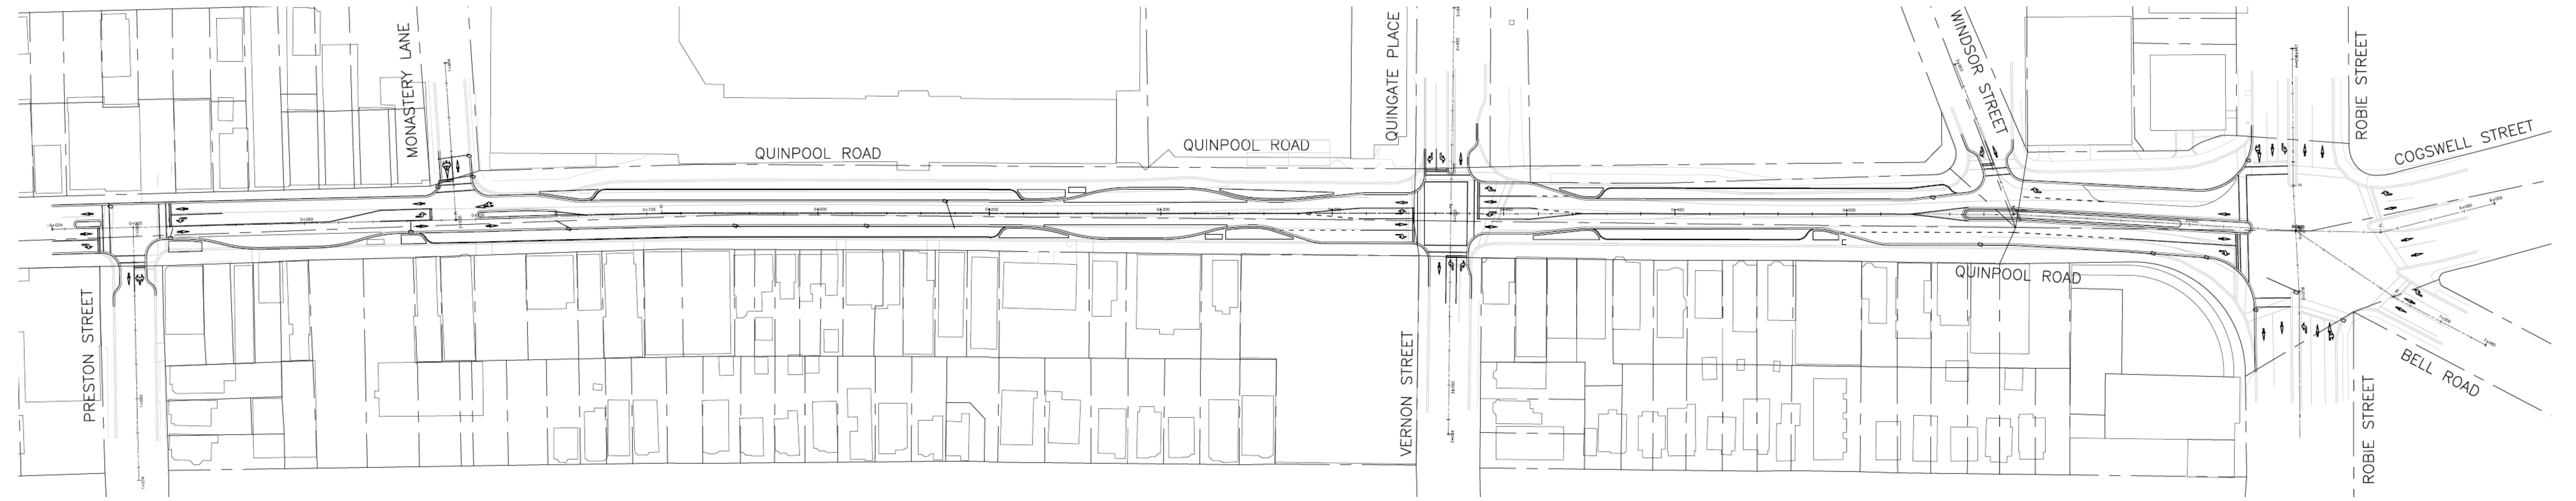 MONASTERY LANE
QUINPOOL ROAD
QUINPOOL ROAD
QUINGATE PLACE
WINDSOR STREET
ROBIE STREET
COGSWELL STREET
PRESTON STREET
VERNON STREET
QUINPOOL ROAD
BELL ROAD
ROBIE STREET